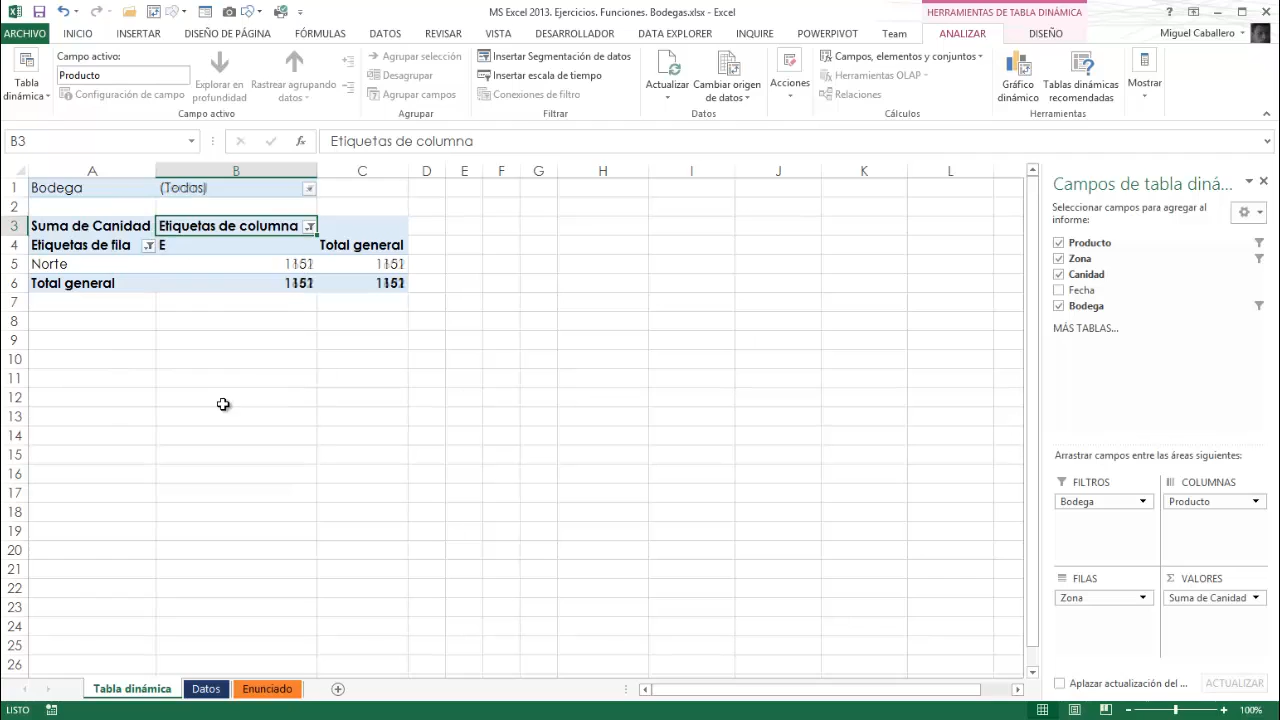 MS Excel 2013. Ejercicios. Funciones. Bodegas.xlsx - Excel
HERRAMIENTAS DE TABLA DINÁMICA
ARCHIVO INICIO INSERTAR DISEÑO DE PÁGINA FÓRMULAS DATOS REVISAR VISTA DESARROLLADOR DATA EXPLORER INQUIRE POWERPIVOT Team ANALIZAR DISEÑO Miguel Caballero
Tabla dinámica
Campo activo:
Producto
Configuración de campo
Explorar en profundidad
Rastrear agrupando datos
Campo activo
Agrupar selección
Desagrupar
Agrupar campos
Agrupar
Insertar Segmentación de datos
Insertar escala de tiempo
Conexiones de filtro
Filtrar
Actualizar
Cambiar origen de datos
Datos
Acciones
Campos, elementos y conjuntos
Herramientas OLAP
Relaciones
Cálculos
Gráfico dinámico
Tablas dinámicas recomendadas
Herramientas
Mostrar
B3 fx Etiquetas de columna
A B C D E F G H I J K L
1 Bodega
2
3 Suma de Canidad Etiquetas de columna
4 Etiquetas de fila E Total general
5 Norte
6 Total general
7
8
9
10
11
12
13
14
15
16
17
18
19
20
21
22
23
24
25
26
Campos de tabla diná...
Seleccionar campos para agregar al informe:
Producto
Zona
Canidad
Fecha
Bodega
MÁS TABLAS...
Arrastrar campos entre las áreas siguientes:
FILTROS COLUMNAS
Bodega Producto
FILAS Σ VALORES
Zona Suma de Canidad
Aplazar actualización del ... ACTUALIZAR
Tabla dinámica Datos Enunciado
LISTO 100%